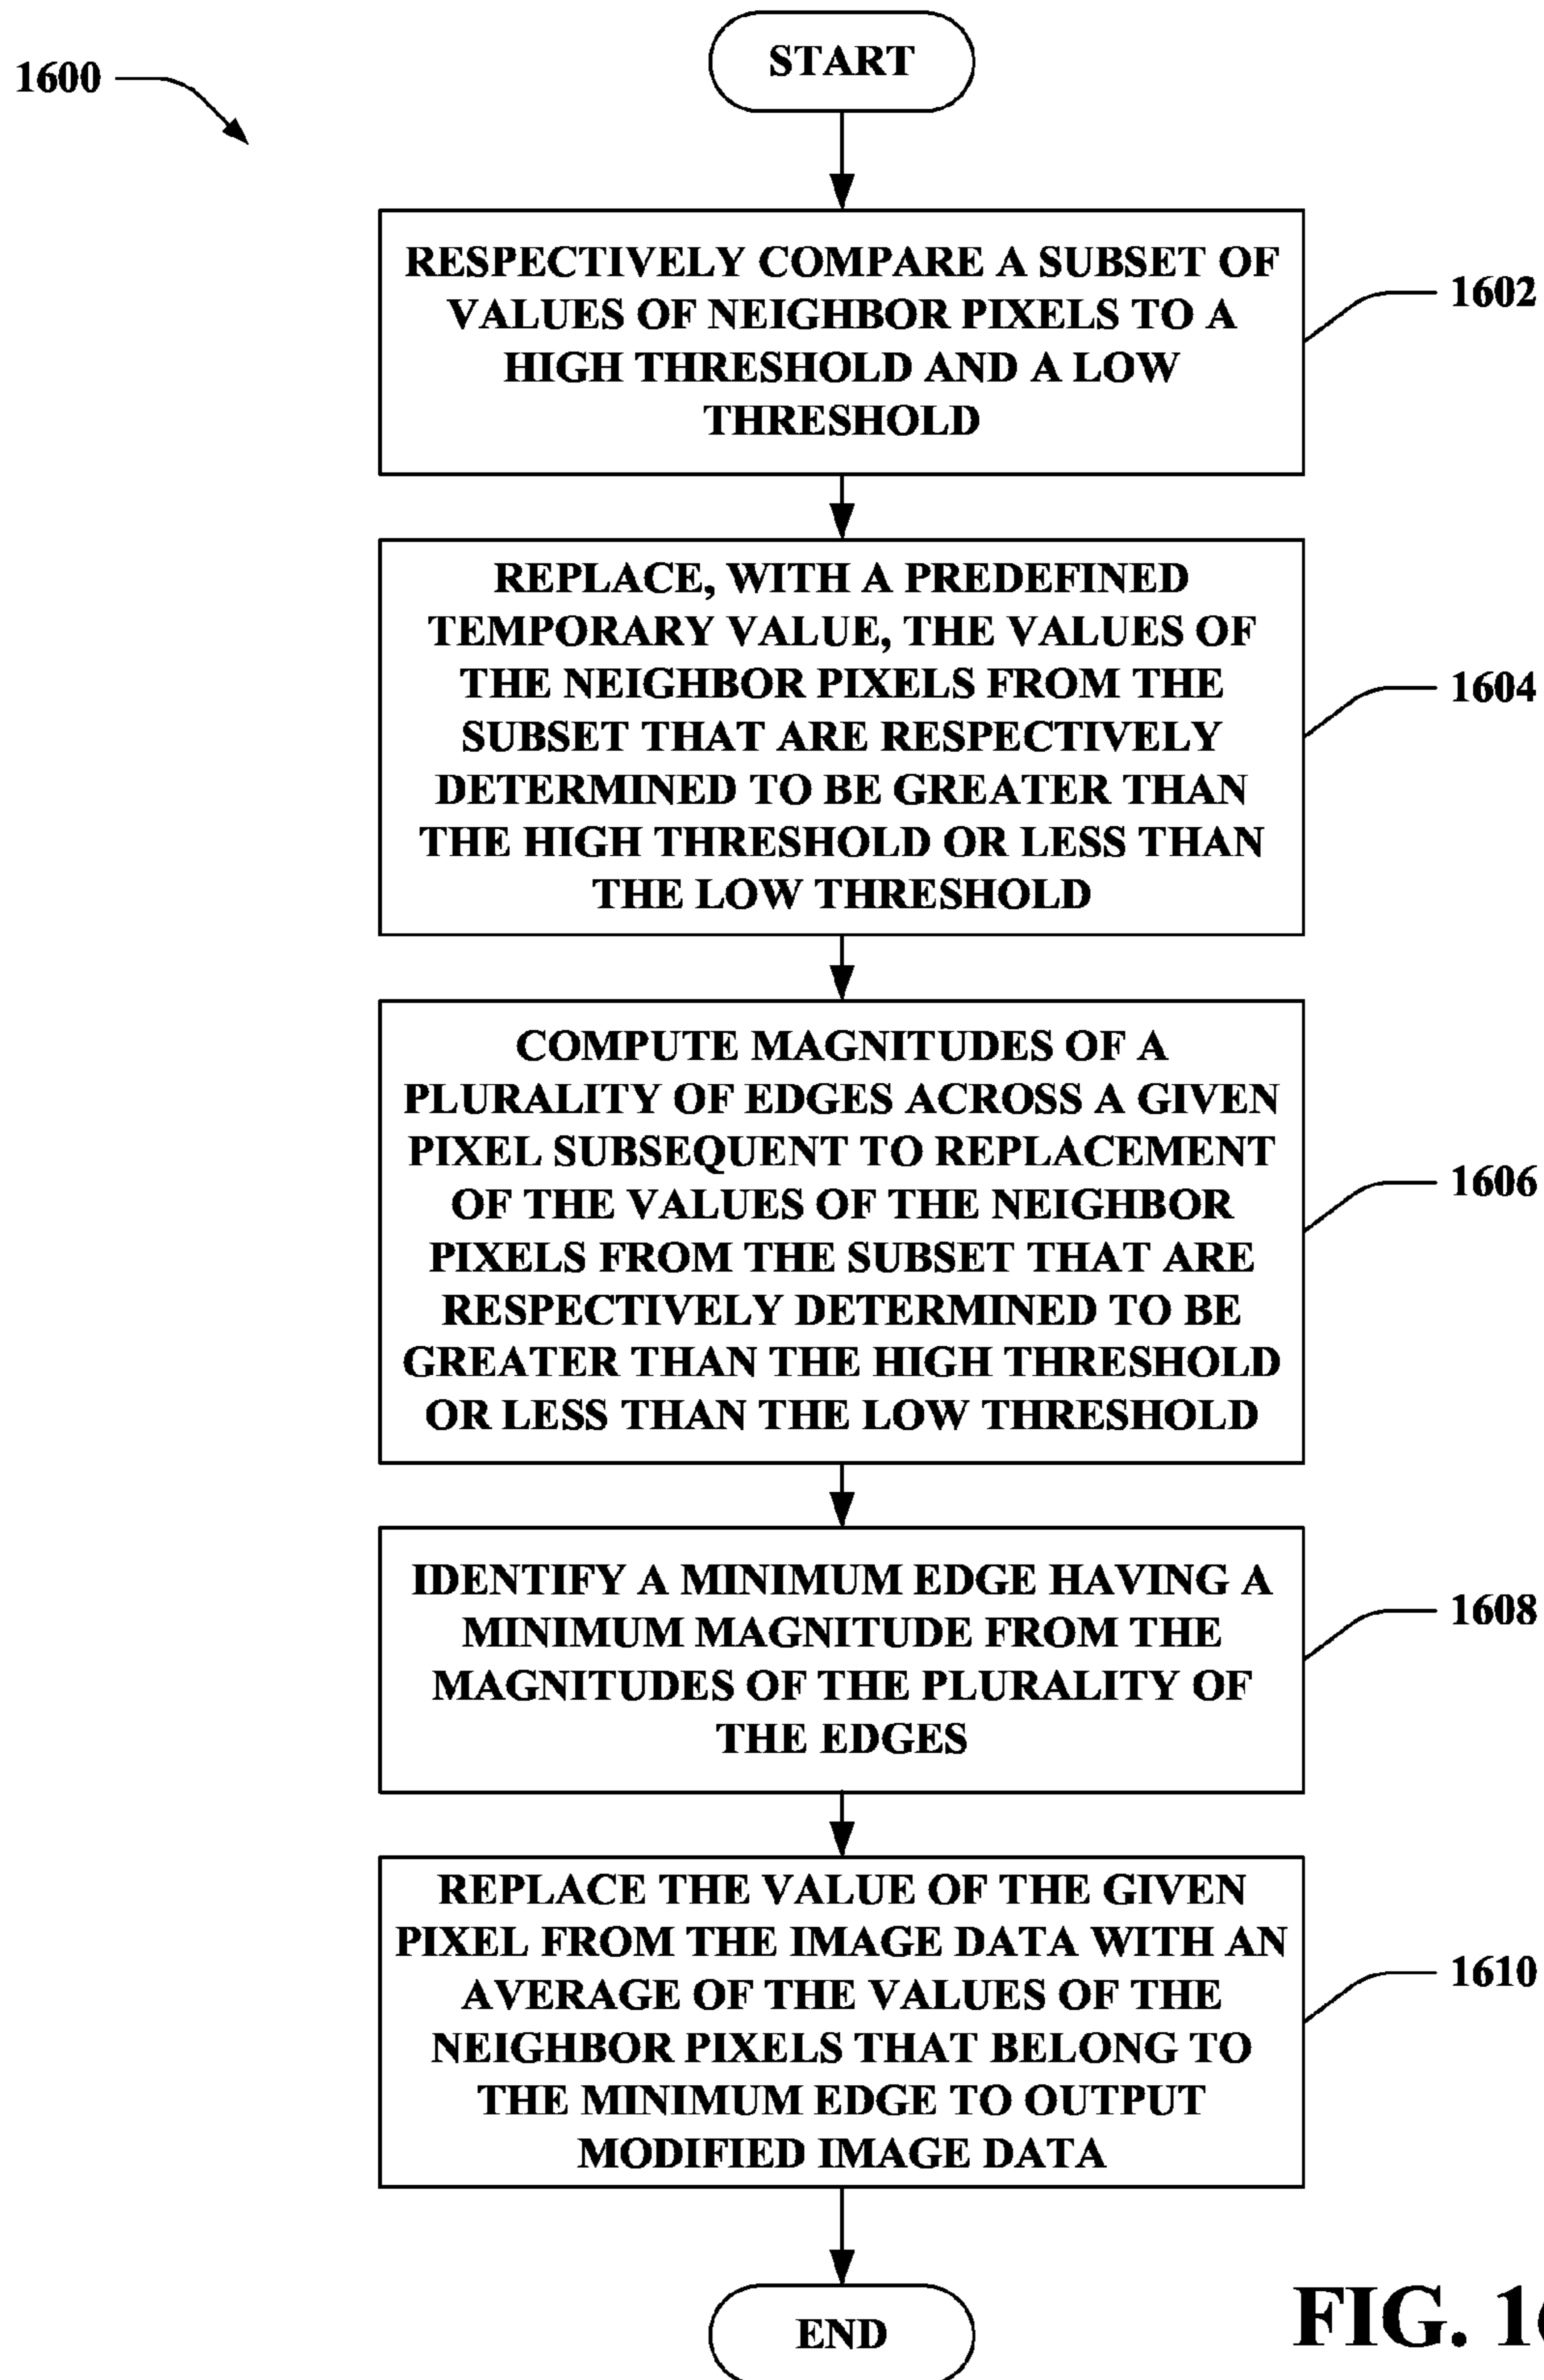 START
1600
RESPECTIVELY COMPARE A SUBSET OF
VALUES OF NEIGHBOR PIXELS TO A
HIGH THRESHOLD AND A LOW
THRESHOLD
1602
REPLACE, WITH A PREDEFINED
TEMPORARY VALUE, THE VALUES OF
THE NEIGHBOR PIXELS FROM THE
SUBSET THAT ARE RESPECTIVELY
DETERMINED TO BE GREATER THAN
THE HIGH THRESHOLD OR LESS THAN
THE LOW THRESHOLD
1604
COMPUTE MAGNITUDES OF A
PLURALITY OF EDGES ACROSS A GIVEN
PIXEL SUBSEQUENT TO REPLACEMENT
OF THE VALUES OF THE NEIGHBOR
PIXELS FROM THE SUBSET THAT ARE
RESPECTIVELY DETERMINED TO BE
GREATER THAN THE HIGH THRESHOLD
OR LESS THAN THE LOW THRESHOLD
1606
IDENTIFY A MINIMUM EDGE HAVING A
MINIMUM MAGNITUDE FROM THE
MAGNITUDES OF THE PLURALITY OF
THE EDGES
1608
REPLACE THE VALUE OF THE GIVEN
PIXEL FROM THE IMAGE DATA WITH AN
AVERAGE OF THE VALUES OF THE
NEIGHBOR PIXELS THAT BELONG TO
THE MINIMUM EDGE TO OUTPUT
MODIFIED IMAGE DATA
1610
END
FIG. 16